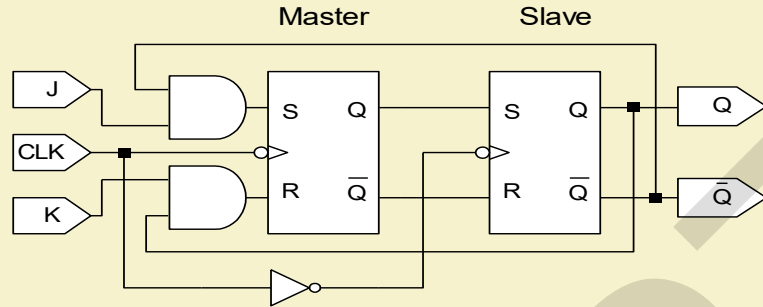 Master Slave
J
S Q S Q Q
CLK
R Q̅ R Q̅ Q̅
K